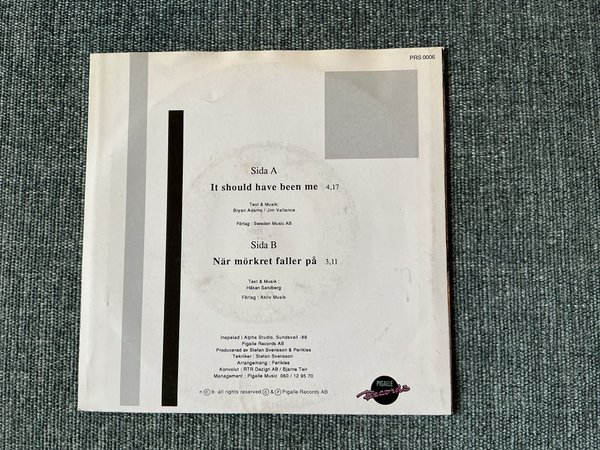 PRS 0006
Sida A
It should have been me 4,17
Text & Musik:
Bryan Adams / Jim Vallance
Förlag : Sweden Music AB
Sida B
När mörkret faller på 3,11
Text & Musik :
Håkan Sandberg
Förlag : Aktiv Musik
Inspelad i Alpha Studio, Sundsvall -89
Pigalle Records AB
Producerad av Stefan Svensson & Perikles
Tekniker : Stefan Svensson
Arrangemang : Perikles
Konvolut : RTR Dezign AB / Bjarne Teir
Management : Pigalle Music 060 / 12 95 70
n © b all rights reserved © & Ⓟ Pigalle Records AB
PIGALLE
Records